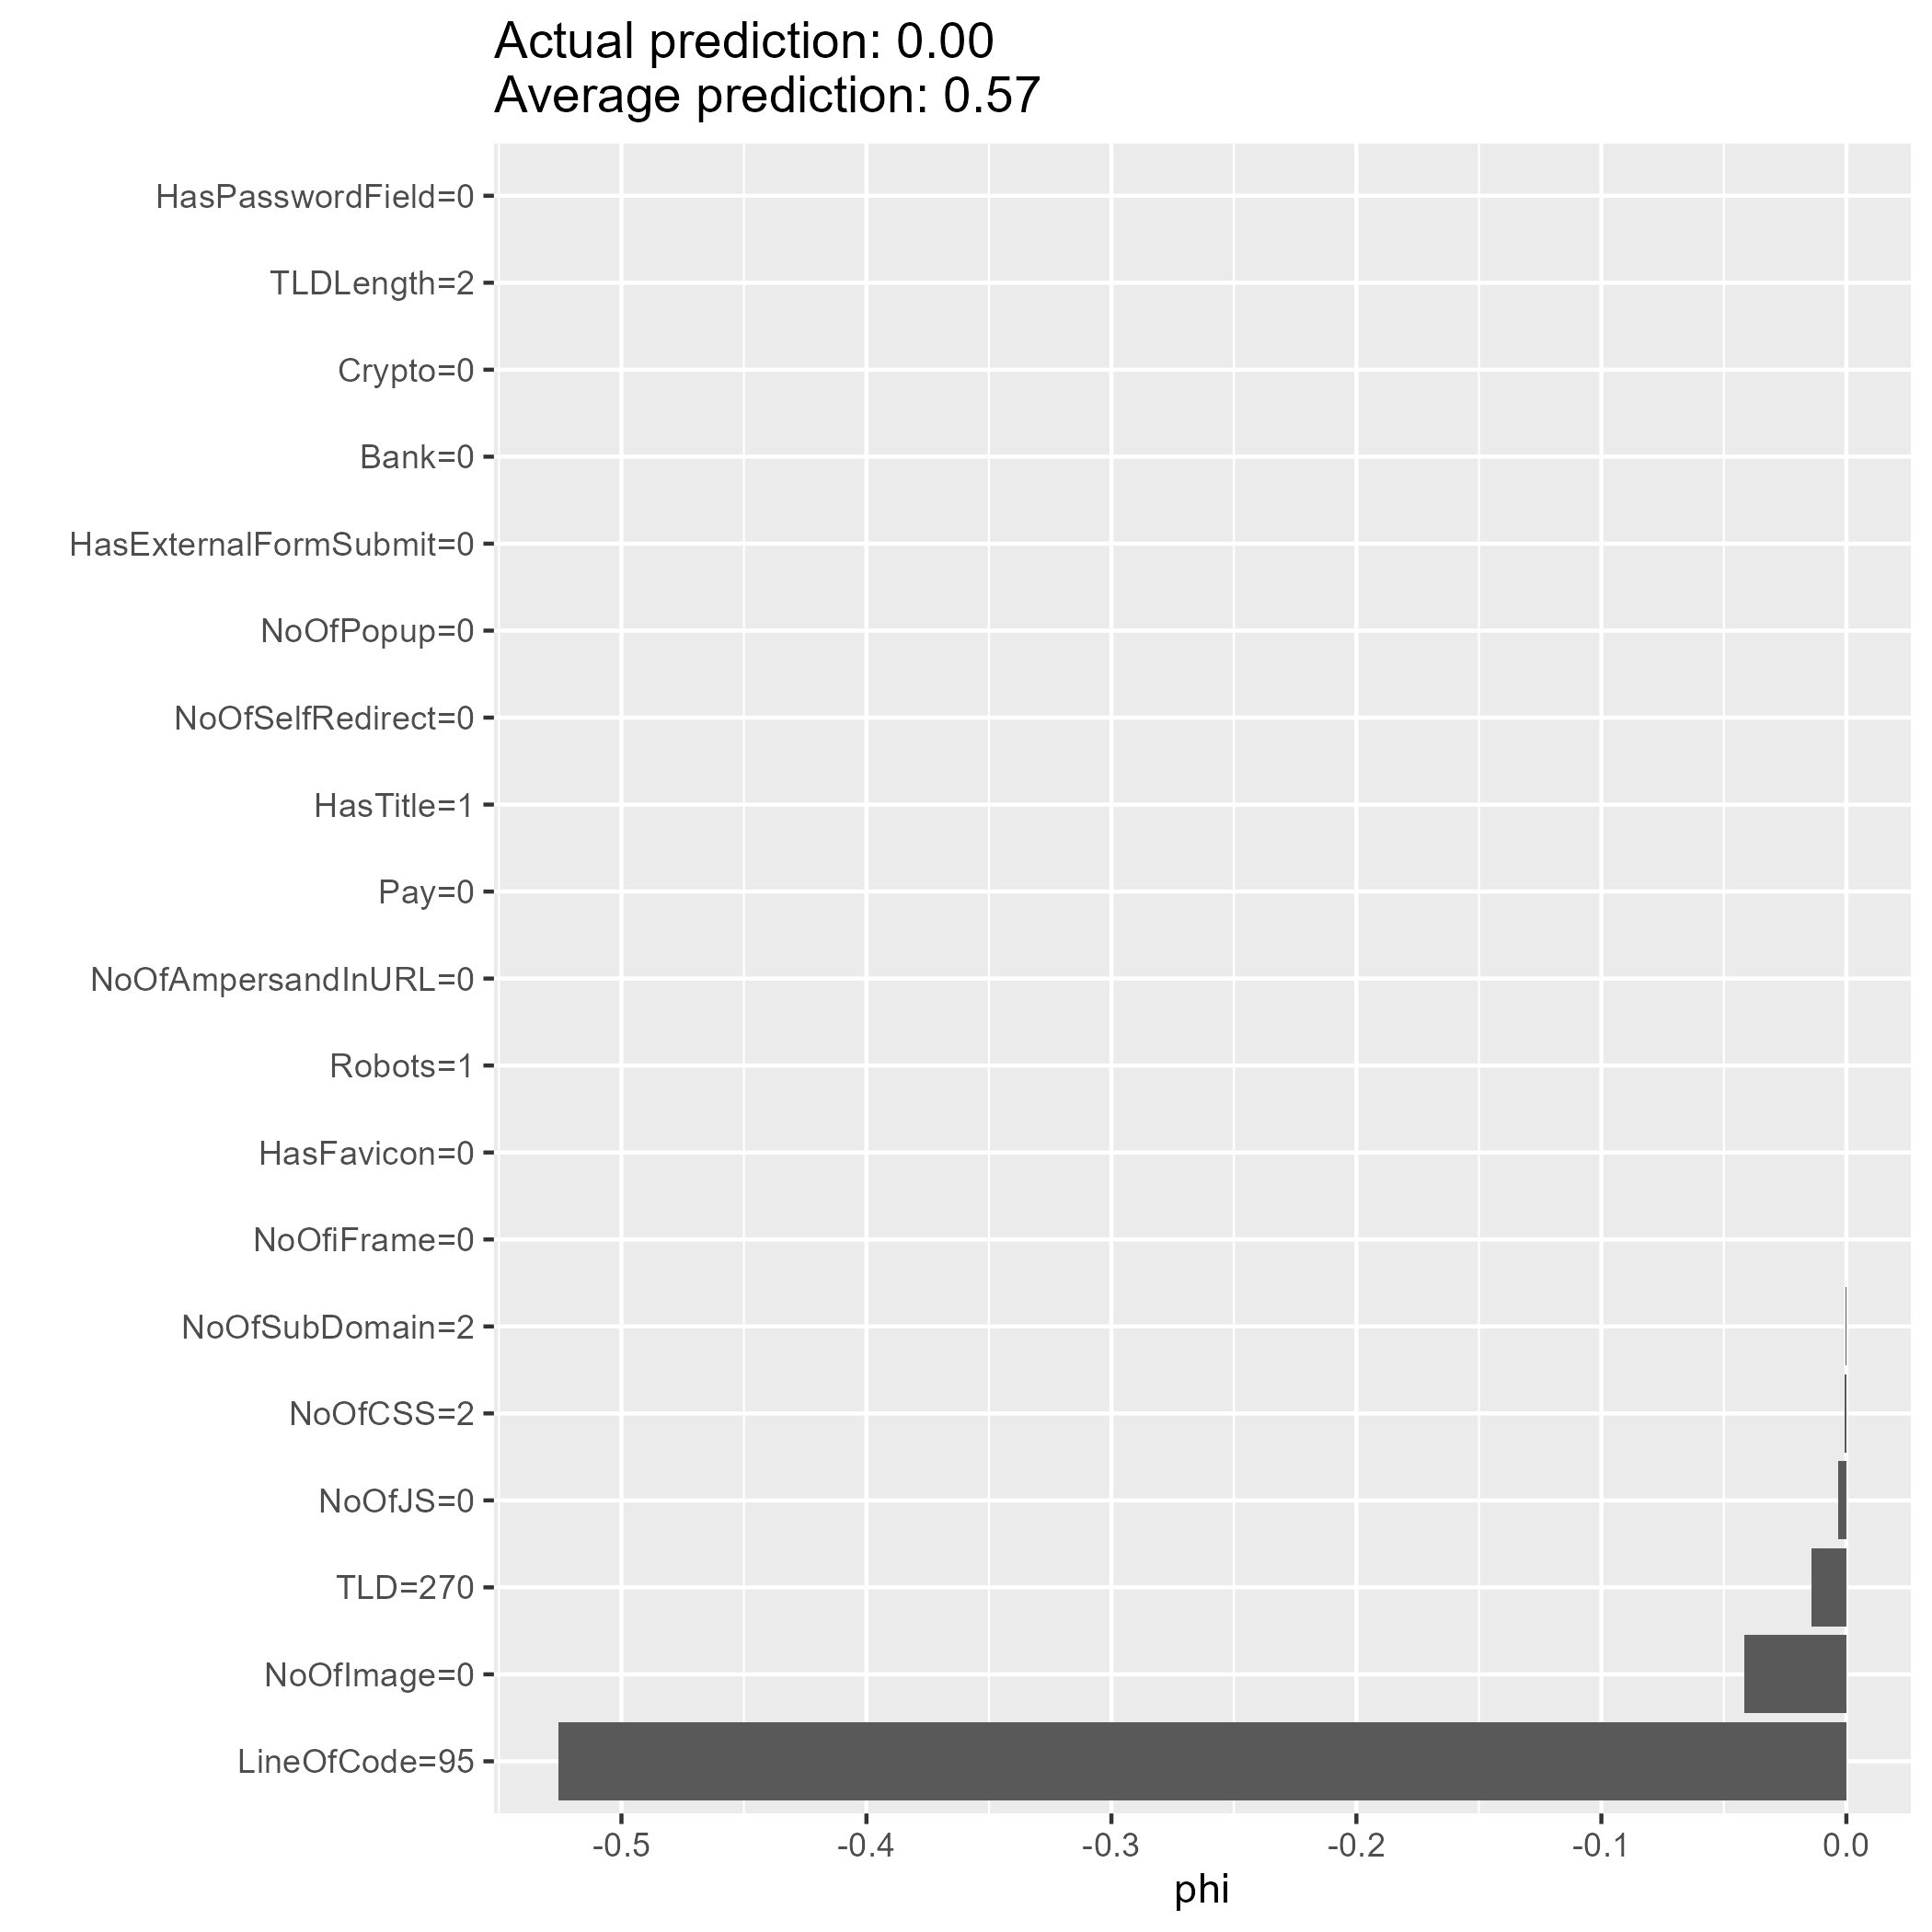 Actual prediction: 0.00
Average prediction: 0.57
HasPasswordField=0
TLDLength=2
Crypto=0
Bank=0
HasExternalFormSubmit=0
NoOfPopup=0
NoOfSelfRedirect=0
HasTitle=1
Pay=0
NoOfAmpersandInURL=0
Robots=1
HasFavicon=0
NoOfiFrame=0
NoOfSubDomain=2
NoOfCSS=2
NoOfJS=0
TLD=270
NoOfImage=0
LineOfCode=95
-0.5 -0.4 -0.3 -0.2 -0.1 0.0
phi